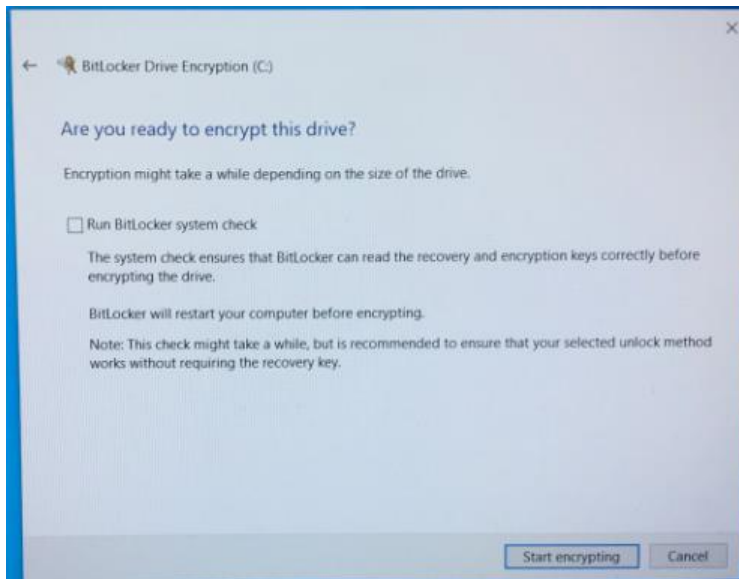 BitLocker Drive Encryption (C:)
Are you ready to encrypt this drive?
Encryption might take a while depending on the size of the drive.
Run BitLocker system check
The system check ensures that BitLocker can read the recovery and encryption keys correctly before
encrypting the drive.
BitLocker will restart your computer before encrypting.
Note: This check might take a while, but is recommended to ensure that your selected unlock method
works without requiring the recovery key.
Start encrypting
Cancel